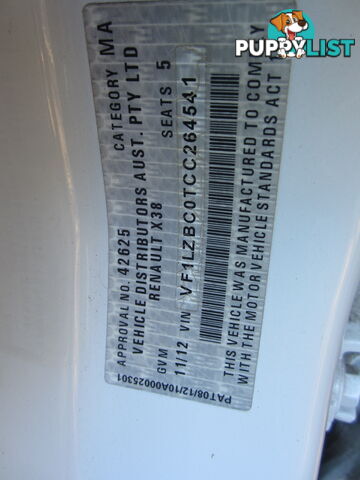 PUPPYLIST
APPROVAL NO. 42625 CATEGORY MA
VEHICLE DISTRIBUTORS AUST. PTY LTD
RENAULT X38
GVM SEATS 5
11/12 VIN VF1LZBC0TCC264541
THIS VEHICLE WAS MANUFACTURED TO COMPLY
WITH THE MOTOR VEHICLE STANDARDS ACT
PAT08/12/10A00025301